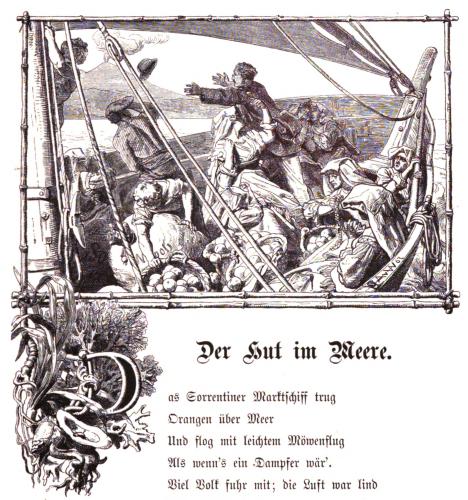 Der Hut im Meere.
Das Sorrentiner Marktschiff trug
Orangen über Meer
Und flog mit leichtem Möwenflug
Als wenn's ein Dampfer wär'.
Viel Volk fuhr mit; die Luft war lind